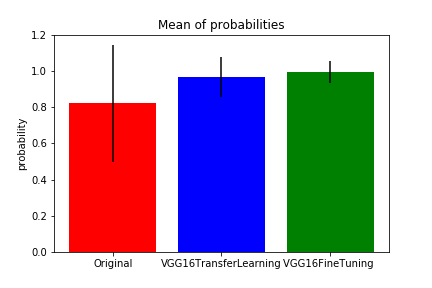 Mean of probabilities
1.2
1.0
0.8
0.6
0.4
0.2
0.0
probability
Original
VGG16TransferLearning
VGG16FineTuning